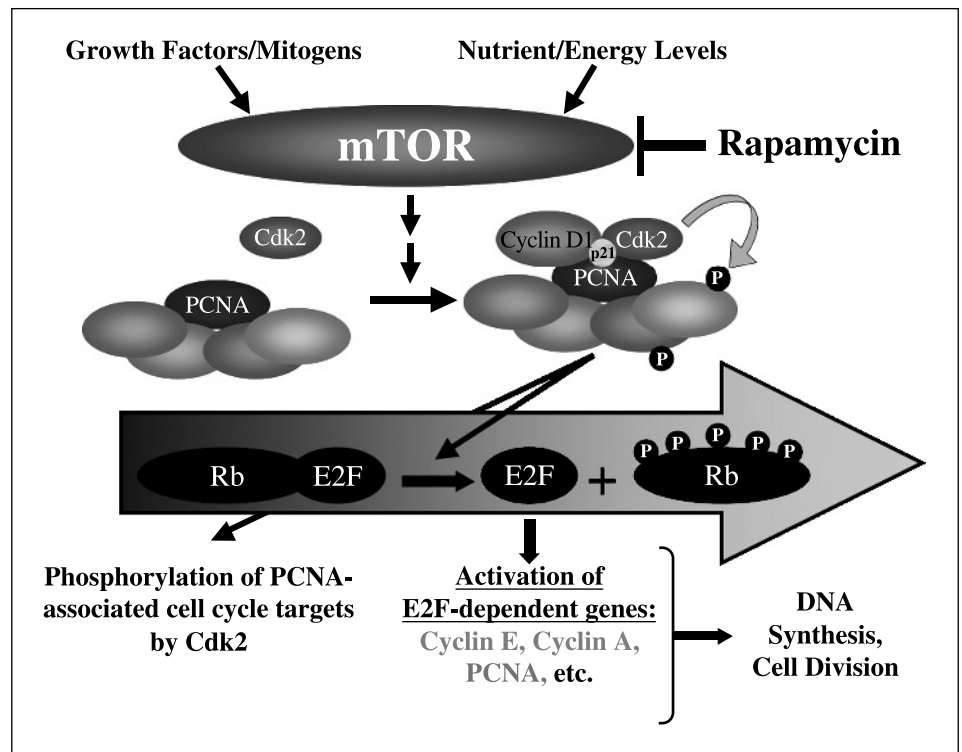 Growth Factors/Mitogens
Nutrient/Energy Levels
mTOR
Rapamycin
Cdk2
Cyclin D1
p21
Cdk2
PCNA
PCNA
P
P
Rb
E2F
E2F
+
P P P P P
Rb
Phosphorylation of PCNA-
associated cell cycle targets
by Cdk2
Activation of
E2F-dependent genes:
Cyclin E, Cyclin A,
PCNA, etc.
DNA
Synthesis,
Cell Division